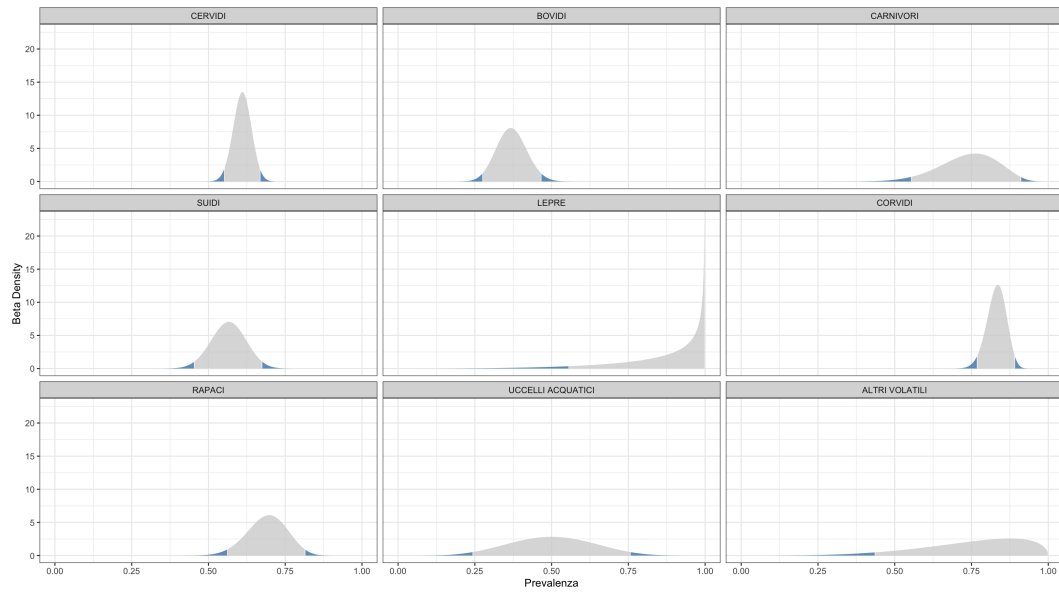 CERVIDI
BOVIDI
CARNIVORI
20
15
10
5
0
SUIDI
LEPRE
CORVIDI
20
15
10
5
0
Beta Density
RAPACI
UCCELLI ACQUATICI
ALTRI VOLATILI
20
15
10
5
0
0.00 0.25 0.50 0.75 1.00 0.00 0.25 0.50 0.75 1.00 0.00 0.25 0.50 0.75 1.00
Prevalenza